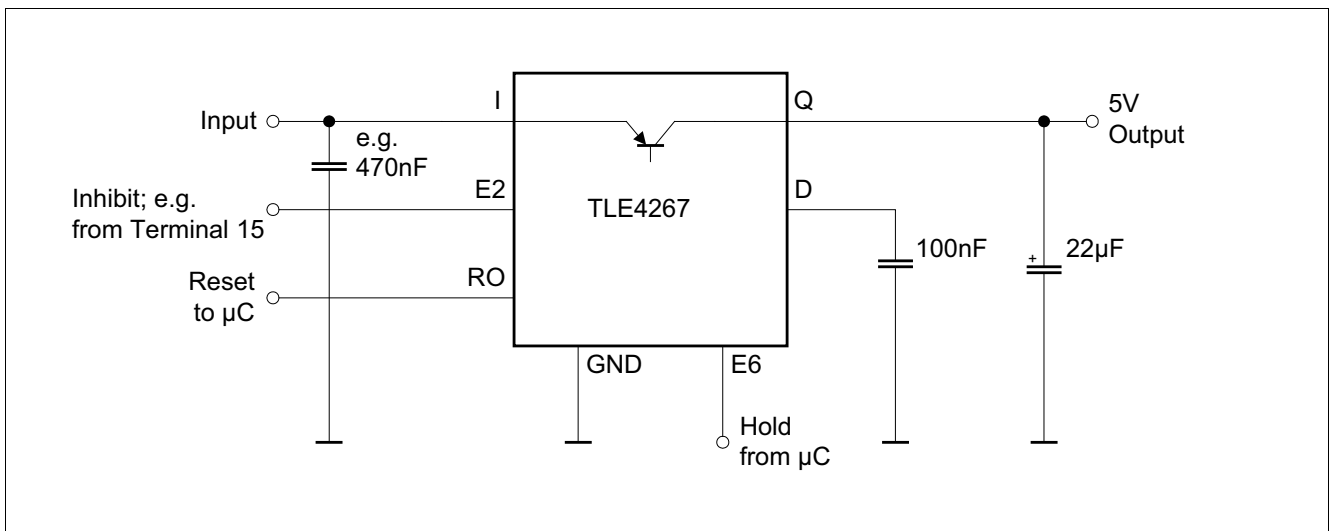 I
Q
Input
e.g.
470nF
5V
Output
Inhibit; e.g.
from Terminal 15
E2
TLE4267
D
100nF
+
22µF
Reset
to µC
RO
GND
E6
Hold
from µC